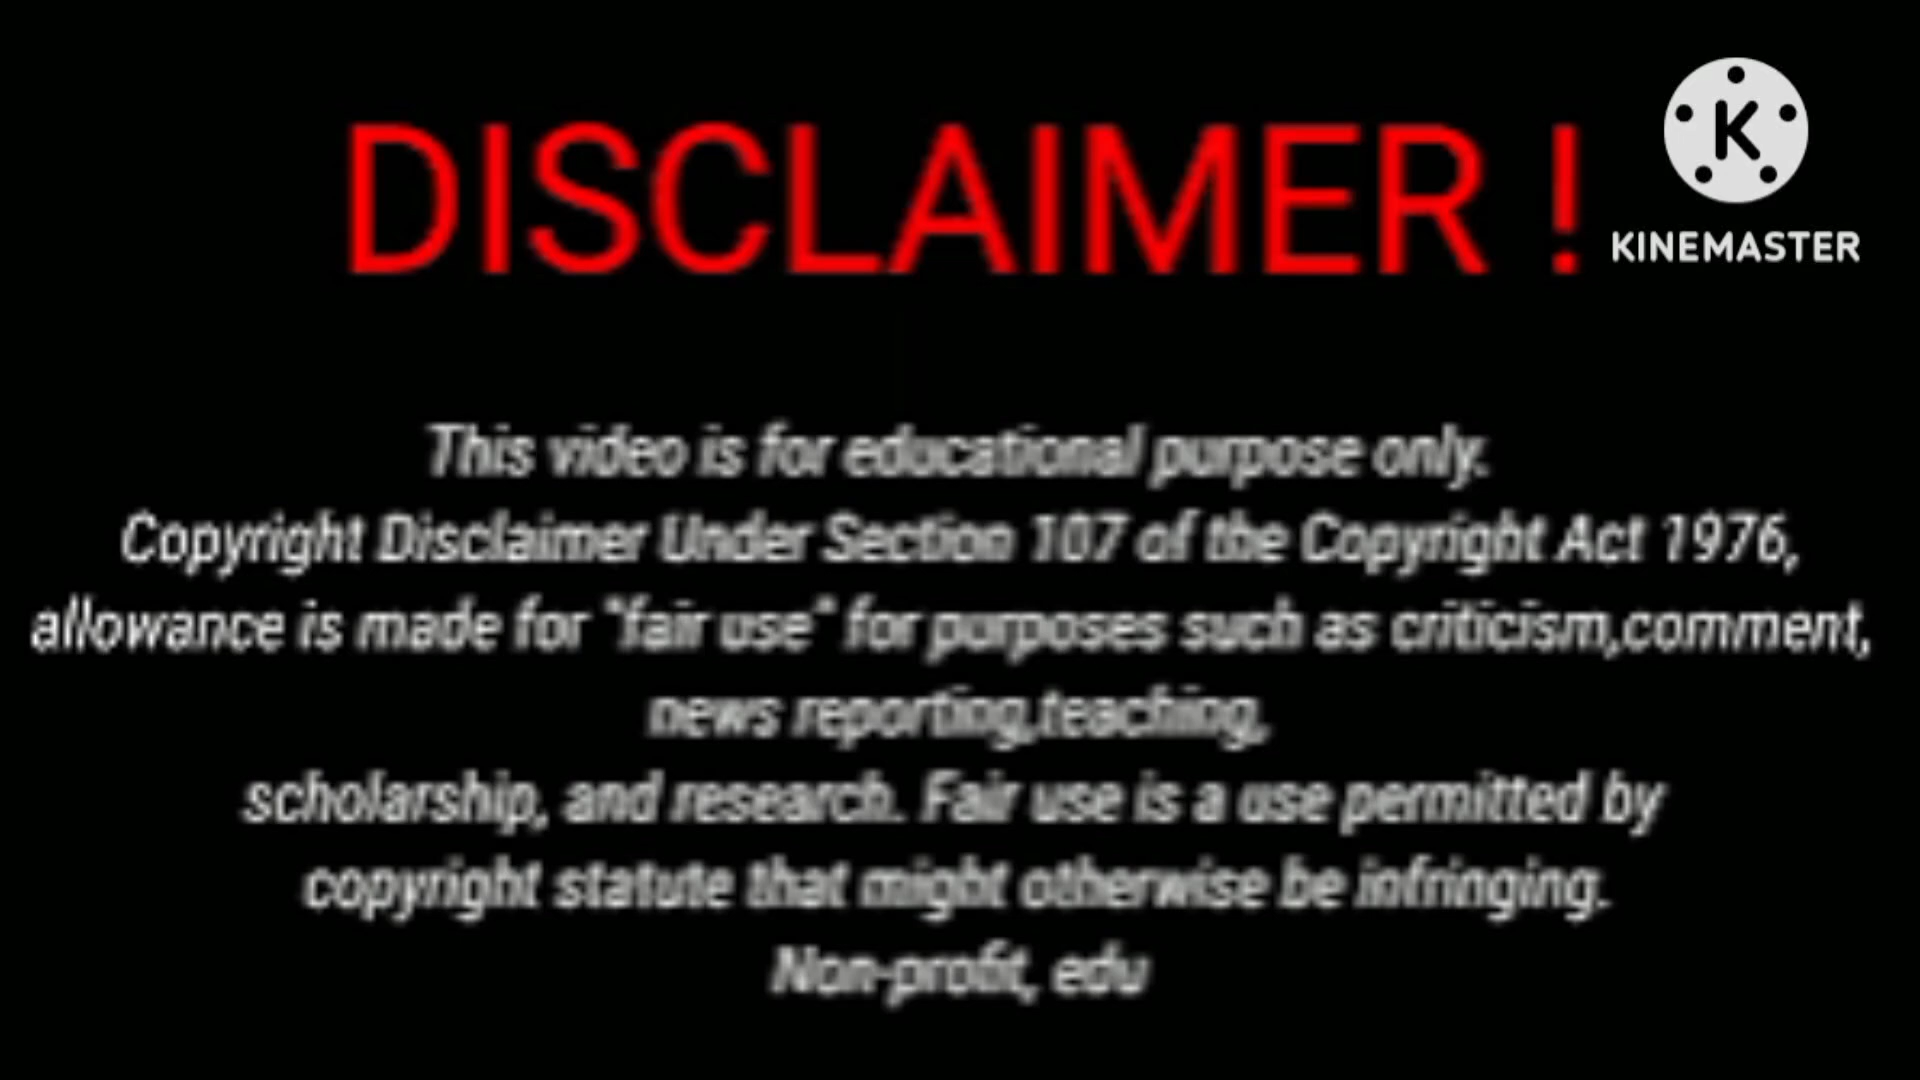 DISCLAIMER !
K
KINEMASTER
This video is for educational purpose only.
Copyright Disclaimer Under Section 107 of the Copyright Act 1976,
allowance is made for "fair use" for purposes such as criticism,comment,
news reporting,teaching,
scholarship, and research. Fair use is a use permitted by
copyright statute that might otherwise be infringing.
Non-profit, edu